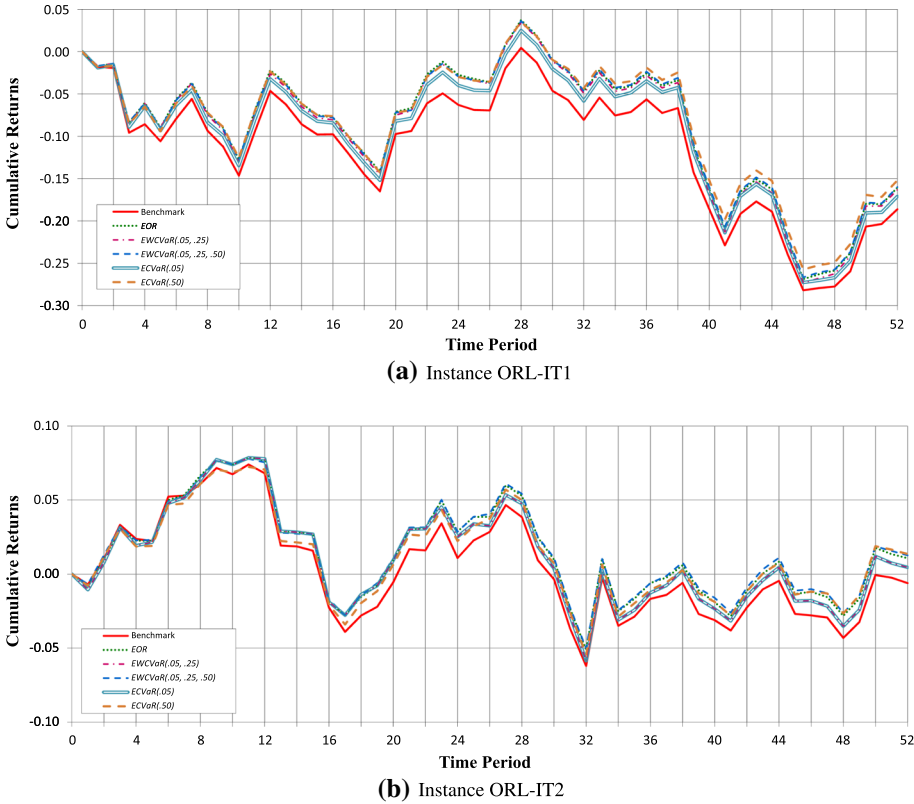 0.05
0.00
-0.05
-0.10
-0.15
-0.20
-0.25
-0.30
Cumulative Returns
Benchmark
EOR
EWCVaR(.05, .25)
EWCVaR(.05, .25, .50)
ECVaR(.05)
ECVaR(.50)
0 4 8 12 16 20 24 28 32 36 40 44 48 52
Time Period
(a) Instance ORL-IT1
0.10
0.05
0.00
-0.05
-0.10
Cumulative Returns
Benchmark
EOR
EWCVaR(.05, .25)
EWCVaR(.05, .25, .50)
ECVaR(.05)
ECVaR(.50)
0 4 8 12 16 20 24 28 32 36 40 44 48 52
Time Period
(b) Instance ORL-IT2